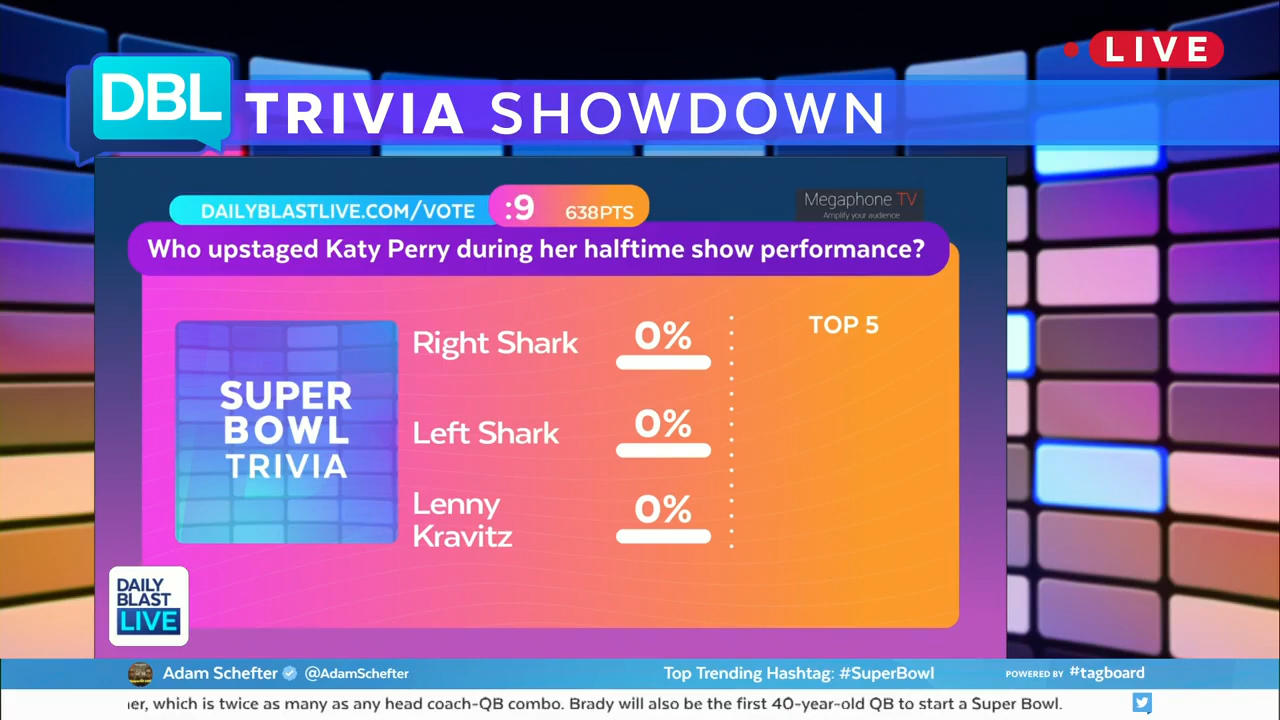 LIVE
DBL
TRIVIA SHOWDOWN
DAILYBLASTLIVE.COM/VOTE
:9
638PTS
Megaphone TV
Amplify your audience
Who upstaged Katy Perry during her halftime show performance?
SUPER
BOWL
TRIVIA
Right Shark
0%
Left Shark
0%
Lenny
Kravitz
0%
TOP 5
DAILY
BLAST
LIVE
Adam Schefter @AdamSchefter
Top Trending Hashtag: #SuperBowl
POWERED BY #tagboard
which is twice as many as any head coach-QB combo. Brady will also be the first 40-year-old QB to start a Super Bowl.